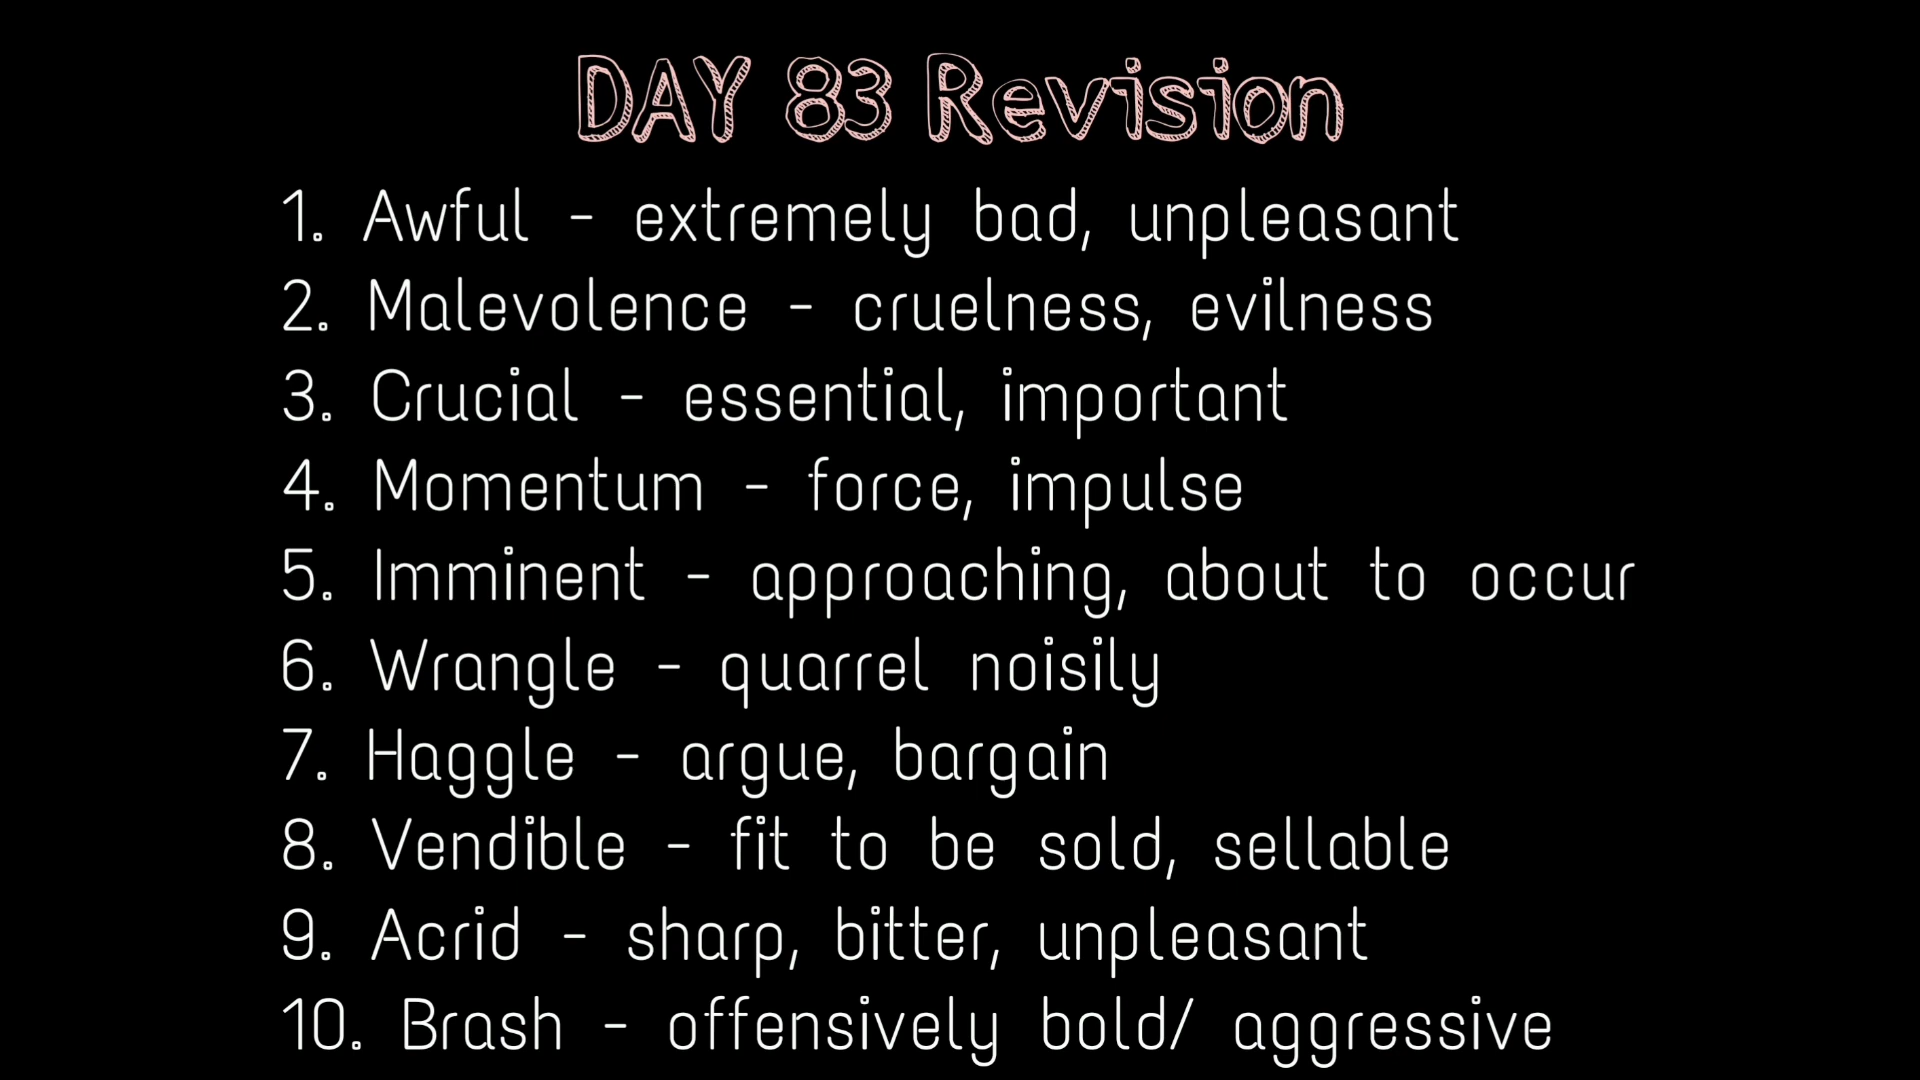 DAY 83 Revision
1. Awful - extremely bad, unpleasant
2. Malevolence - cruelness, evilness
3. Crucial - essential, important
4. Momentum - force, impulse
5. Imminent - approaching, about to occur
6. Wrangle - quarrel noisily
7. Haggle - argue, bargain
8. Vendible - fit to be sold, sellable
9. Acrid - sharp, bitter, unpleasant
10. Brash - offensively bold/ aggressive